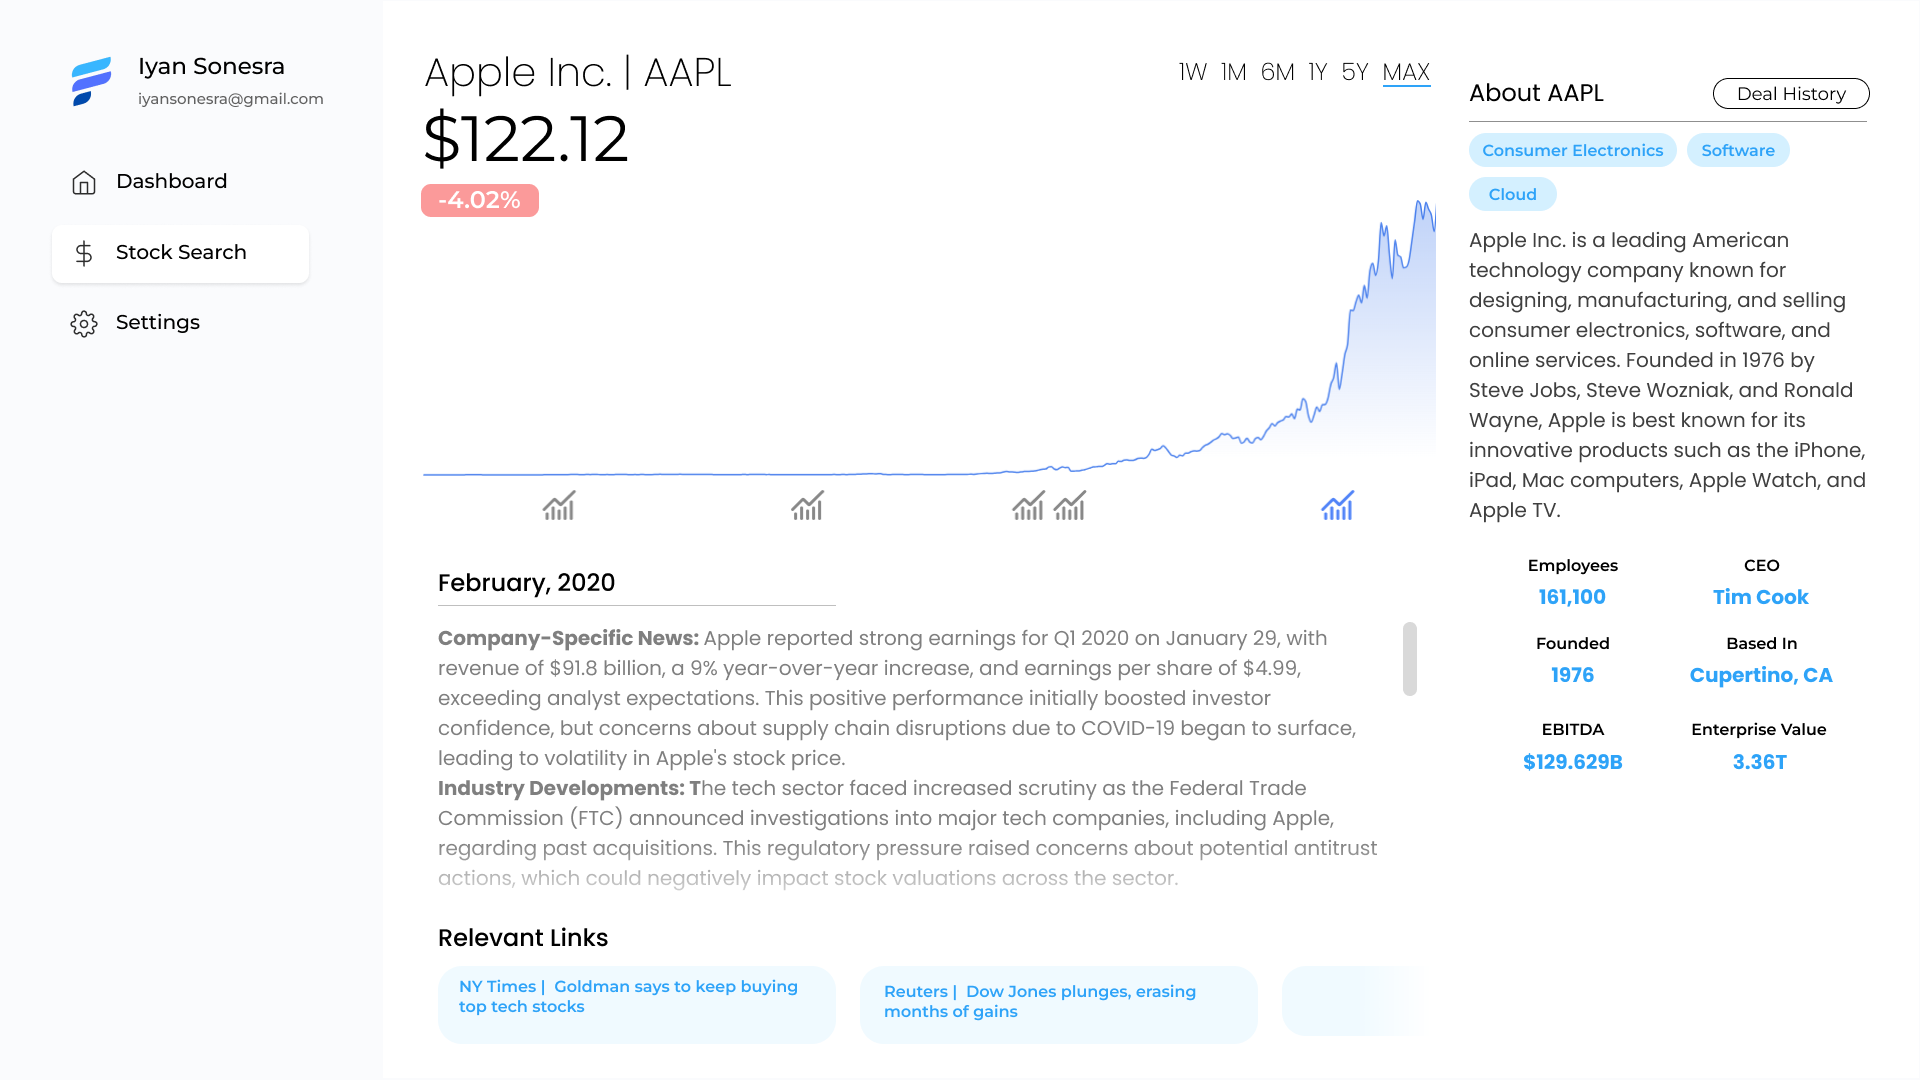 Iyan Sonesra
iyansonesra@gmail.com
Dashboard
Stock Search
Settings
Apple Inc. | AAPL
$122.12
-4.02%
1W 1M 6M 1Y 5Y MAX
February, 2020
Company-Specific News: Apple reported strong earnings for Q1 2020 on January 29, with
revenue of $91.8 billion, a 9% year-over-year increase, and earnings per share of $4.99,
exceeding analyst expectations. This positive performance initially boosted investor
confidence, but concerns about supply chain disruptions due to COVID-19 began to surface,
leading to volatility in Apple's stock price.
Industry Developments: The tech sector faced increased scrutiny as the Federal Trade
Commission (FTC) announced investigations into major tech companies, including Apple,
regarding past acquisitions. This regulatory pressure raised concerns about potential antitrust
actions, which could negatively impact stock valuations across the sector.
Relevant Links
NY Times | Goldman says to keep buying
top tech stocks
Reuters | Dow Jones plunges, erasing
months of gains
About AAPL
Deal History
Consumer Electronics
Software
Cloud
Apple Inc. is a leading American
technology company known for
designing, manufacturing, and selling
consumer electronics, software, and
online services. Founded in 1976 by
Steve Jobs, Steve Wozniak, and Ronald
Wayne, Apple is best known for its
innovative products such as the iPhone,
iPad, Mac computers, Apple Watch, and
Apple TV.
Employees
161,100
CEO
Tim Cook
Founded
1976
Based In
Cupertino, CA
EBITDA
$129.629B
Enterprise Value
3.36T